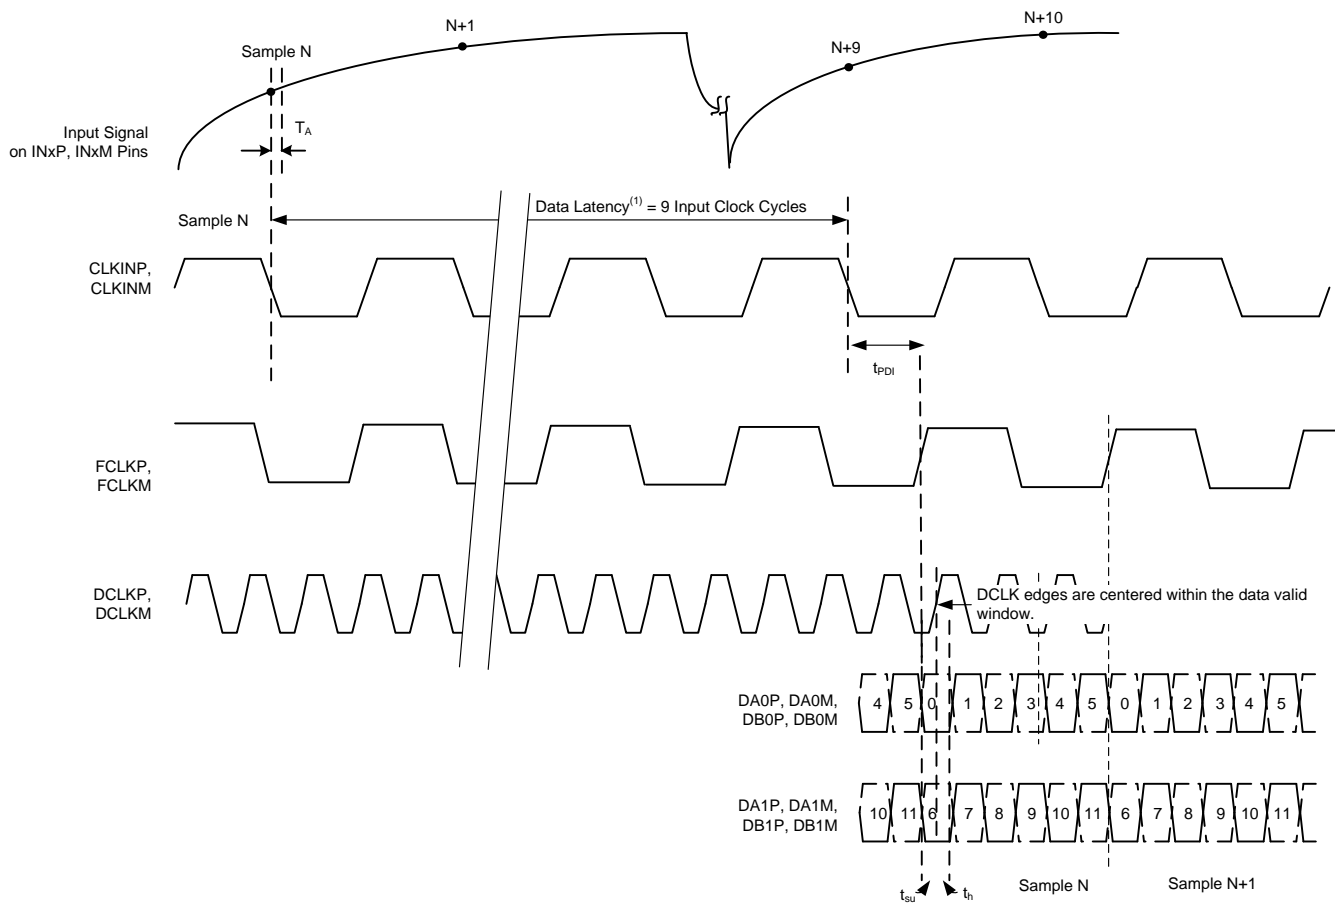 N+1
N+10
Sample N
N+9
T_A
Input Signal
on INxP, INxM Pins
Data Latency(1) = 9 Input Clock Cycles
Sample N
CLKINP,
CLKINM
tPDI
FCLKP,
FCLKM
DCLKP,
DCLKM
DCLK edges are centered within the data valid
window.
DA0P, DA0M,
DB0P, DB0M
4 5 0 1 2 3 4 5 0 1 2 3 4 5
DA1P, DA1M,
DB1P, DB1M
10 11 6 7 8 9 10 11 6 7 8 9 10 11
tsu
th
Sample N
Sample N+1